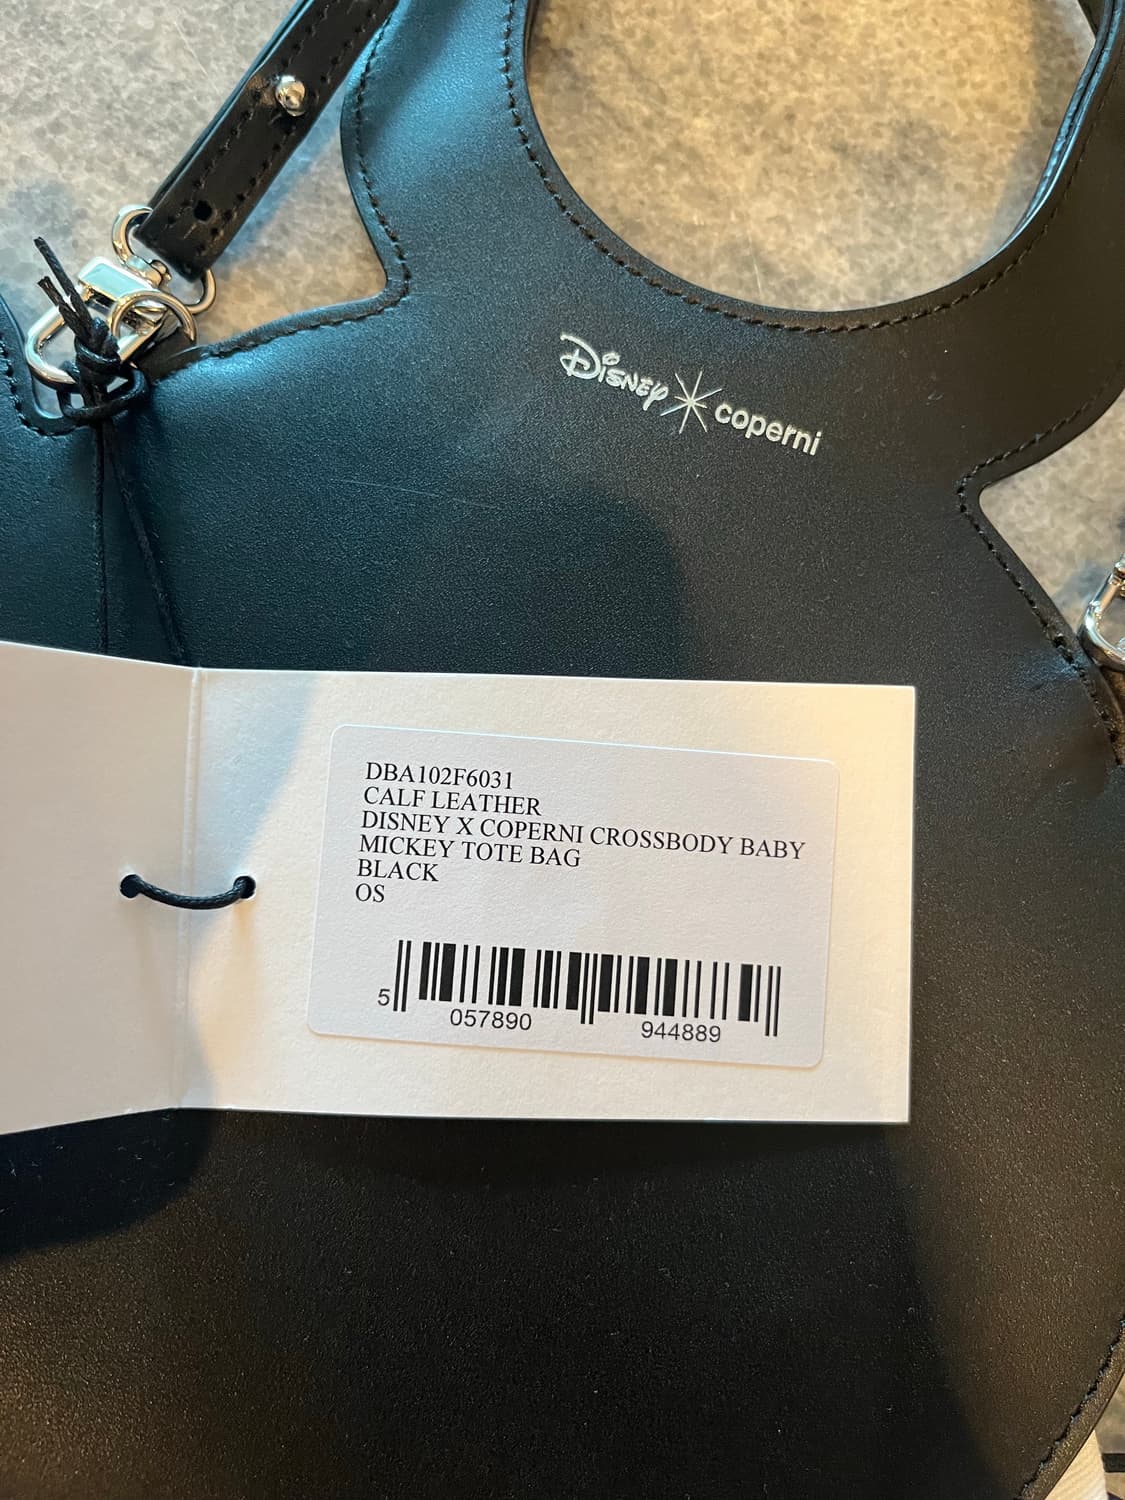 Disney coperni
DBA102F6031
CALF LEATHER
DISNEY X COPERNI CROSSBODY BABY
MICKEY TOTE BAG
BLACK
OS
5 057890 944889